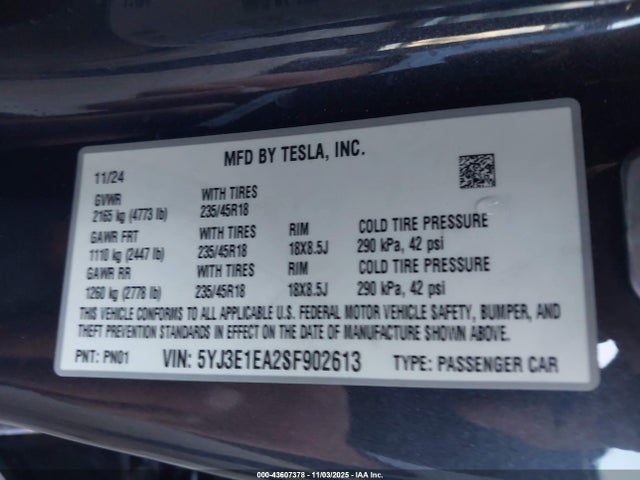 MFD BY TESLA, INC.
11/24
GVWR WITH TIRES
2165 kg (4773 lb) 235/45R18
GAWR FRT WITH TIRES RIM COLD TIRE PRESSURE
1110 kg (2447 lb) 235/45R18 18X8.5J 290 kPa, 42 psi
GAWR RR WITH TIRES RIM COLD TIRE PRESSURE
1260 kg (2778 lb) 235/45R18 18X8.5J 290 kPa, 42 psi
THIS VEHICLE CONFORMS TO ALL APPLICABLE U.S. FEDERAL MOTOR VEHICLE SAFETY, BUMPER, AND
THEFT PREVENTION STANDARDS IN EFFECT ON THE DATE OF MANUFACTURE SHOWN ABOVE.
PNT: PN01 VIN: 5YJ3E1EA2SF902613 TYPE: PASSENGER CAR
000-43607378 - 11/03/2025 - IAA Inc.